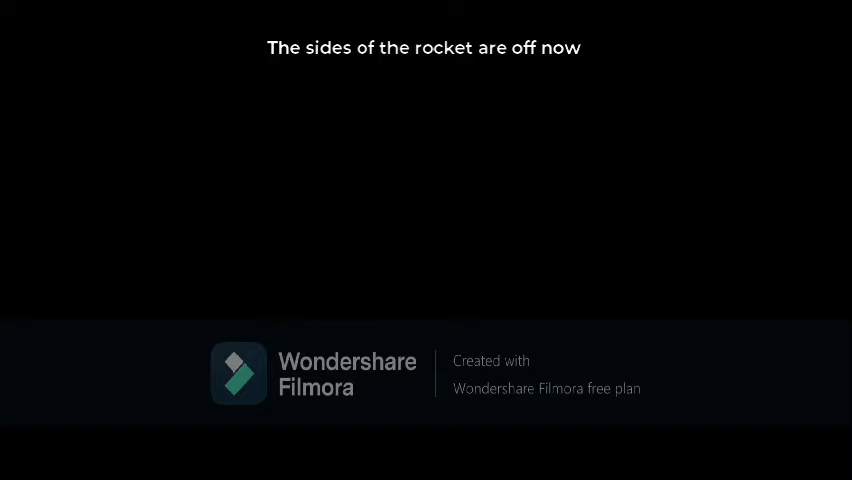 The sides of the rocket are off now
Wondershare
Filmora
Created with
Wondershare Filmora free plan